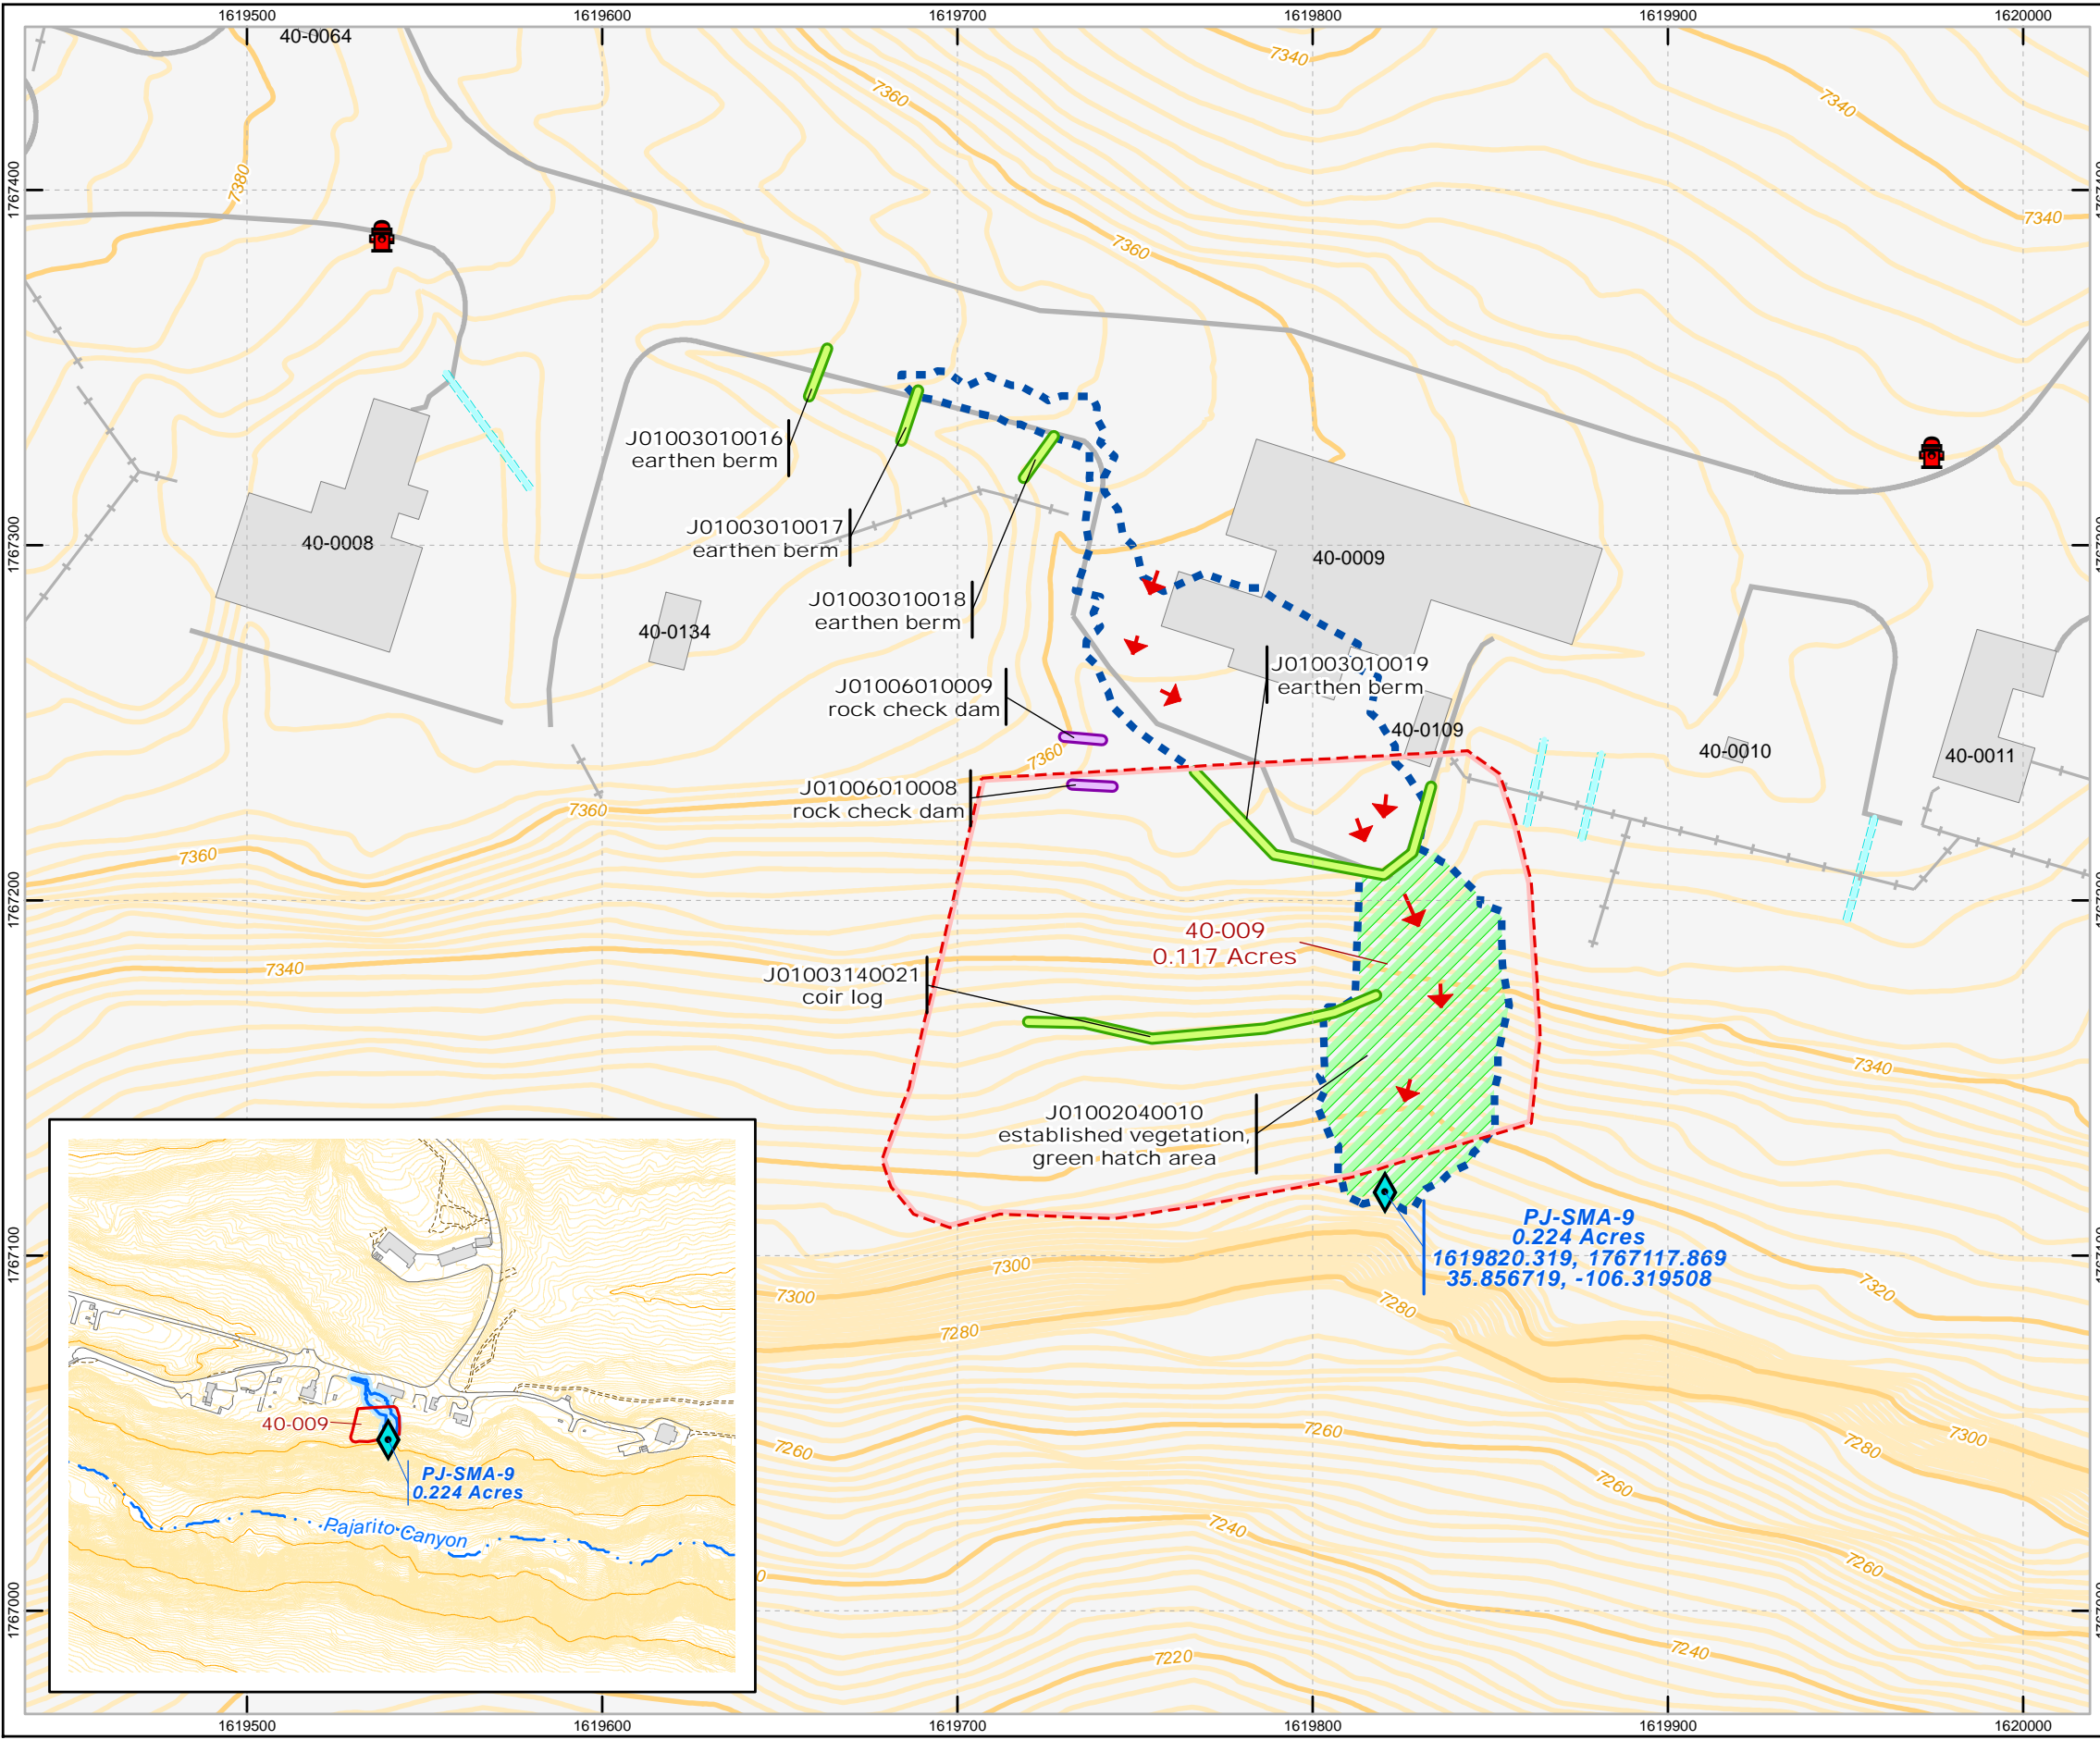 1619500
1619600
1619700
1619800
1619900
1620000
40-0064
7340
7360
7340
1767400
1767400
7380
7340
7360
J01003010016
earthen berm
J01003010017
earthen berm
1767300
1767300
40-0008
40-0009
J01003010018
earthen berm
40-0134
J01003010019
earthen berm
J01006010009
rock check dam
40-0109
40-0010
40-0011
7360
J01006010008
rock check dam
7360
7360
1767200
1767200
40-009
0.117 Acres
7340
J01003140021
coir log
7340
J01002040010
established vegetation,
green hatch area
PJ-SMA-9
0.224 Acres
1619820.319, 1767117.869
35.856719, -106.319508
1767100
1767100
7300
7300
7320
7280
7280
7260
7260
7280
7300
7260
7240
7260
40-009
PJ-SMA-9
0.224 Acres
Pajarito Canyon
1767000
1767000
7220
7240
1619500
1619600
1619700
1619800
1619900
1620000